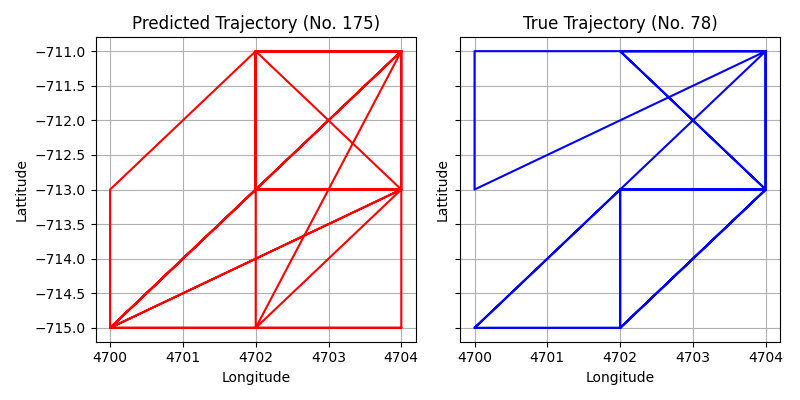 Predicted Trajectory (No. 175)
True Trajectory (No. 78)
−711.0
−711.5
−712.0
−712.5
−713.0
−713.5
−714.0
−714.5
−715.0
Lattitude
Lattitude
4700 4701 4702 4703 4704
4700 4701 4702 4703 4704
Longitude
Longitude